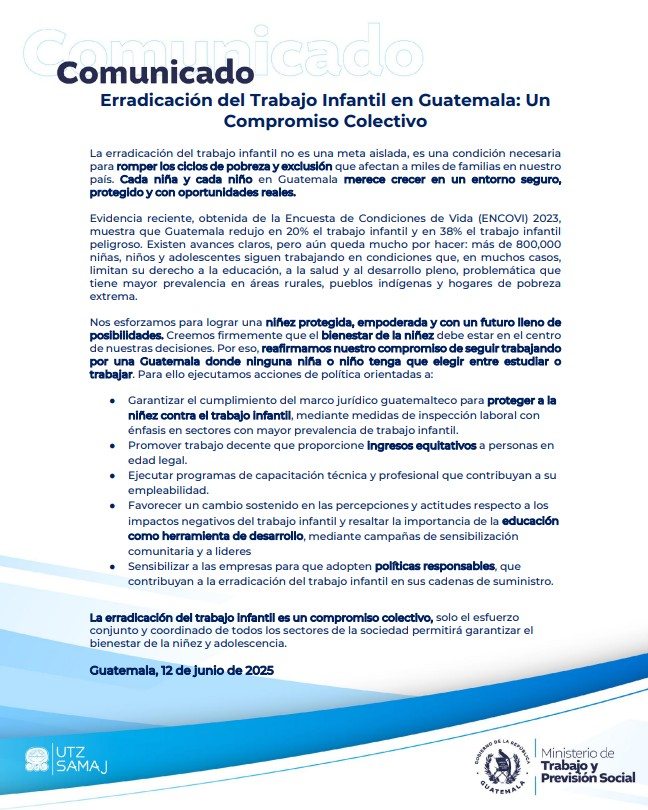 Comunicado
Comunicado
Erradicación del Trabajo Infantil en Guatemala: Un
Compromiso Colectivo
La erradicación del trabajo infantil no es una meta aislada, es una condición necesaria
para romper los ciclos de pobreza y exclusión que afectan a miles de familias en nuestro
país. Cada niña y cada niño en Guatemala merece crecer en un entorno seguro,
protegido y con oportunidades reales.
Evidencia reciente, obtenida de la Encuesta de Condiciones de Vida (ENCOVI) 2023,
muestra que Guatemala redujo en 20% el trabajo infantil y en 38% el trabajo infantil
peligroso. Existen avances claros, pero aún queda mucho por hacer: más de 800,000
niñas, niños y adolescentes siguen trabajando en condiciones que, en muchos casos,
limitan su derecho a la educación, a la salud y al desarrollo pleno, problemática que
tiene mayor prevalencia en áreas rurales, pueblos indígenas y hogares de pobreza
extrema.
Nos esforzamos para lograr una niñez protegida, empoderada y con un futuro lleno de
posibilidades. Creemos firmemente que el bienestar de la niñez debe estar en el centro
de nuestras decisiones. Por eso, reafirmamos nuestro compromiso de seguir trabajando
por una Guatemala donde ninguna niña o niño tenga que elegir entre estudiar o
trabajar. Para ello ejecutamos acciones de política orientadas a:
● Garantizar el cumplimiento del marco jurídico guatemalteco para proteger a la
niñez contra el trabajo infantil, mediante medidas de inspección laboral con
énfasis en sectores con mayor prevalencia de trabajo infantil.
● Promover trabajo decente que proporcione ingresos equitativos a personas en
edad legal.
● Ejecutar programas de capacitación técnica y profesional que contribuyan a su
empleabilidad.
● Favorecer un cambio sostenido en las percepciones y actitudes respecto a los
impactos negativos del trabajo infantil y resaltar la importancia de la educación
como herramienta de desarrollo, mediante campañas de sensibilización
comunitaria y a lideres
● Sensibilizar a las empresas para que adopten políticas responsables, que
contribuyan a la erradicación del trabajo infantil en sus cadenas de suministro.
La erradicación del trabajo infantil es un compromiso colectivo, solo el esfuerzo
conjunto y coordinado de todos los sectores de la sociedad permitirá garantizar el
bienestar de la niñez y adolescencia.
Guatemala, 12 de junio de 2025
UTZ
SAMAJ
GOBIERNO DE LA REPÚBLICA
GUATEMALA
Ministerio de
Trabajo y
Previsión Social